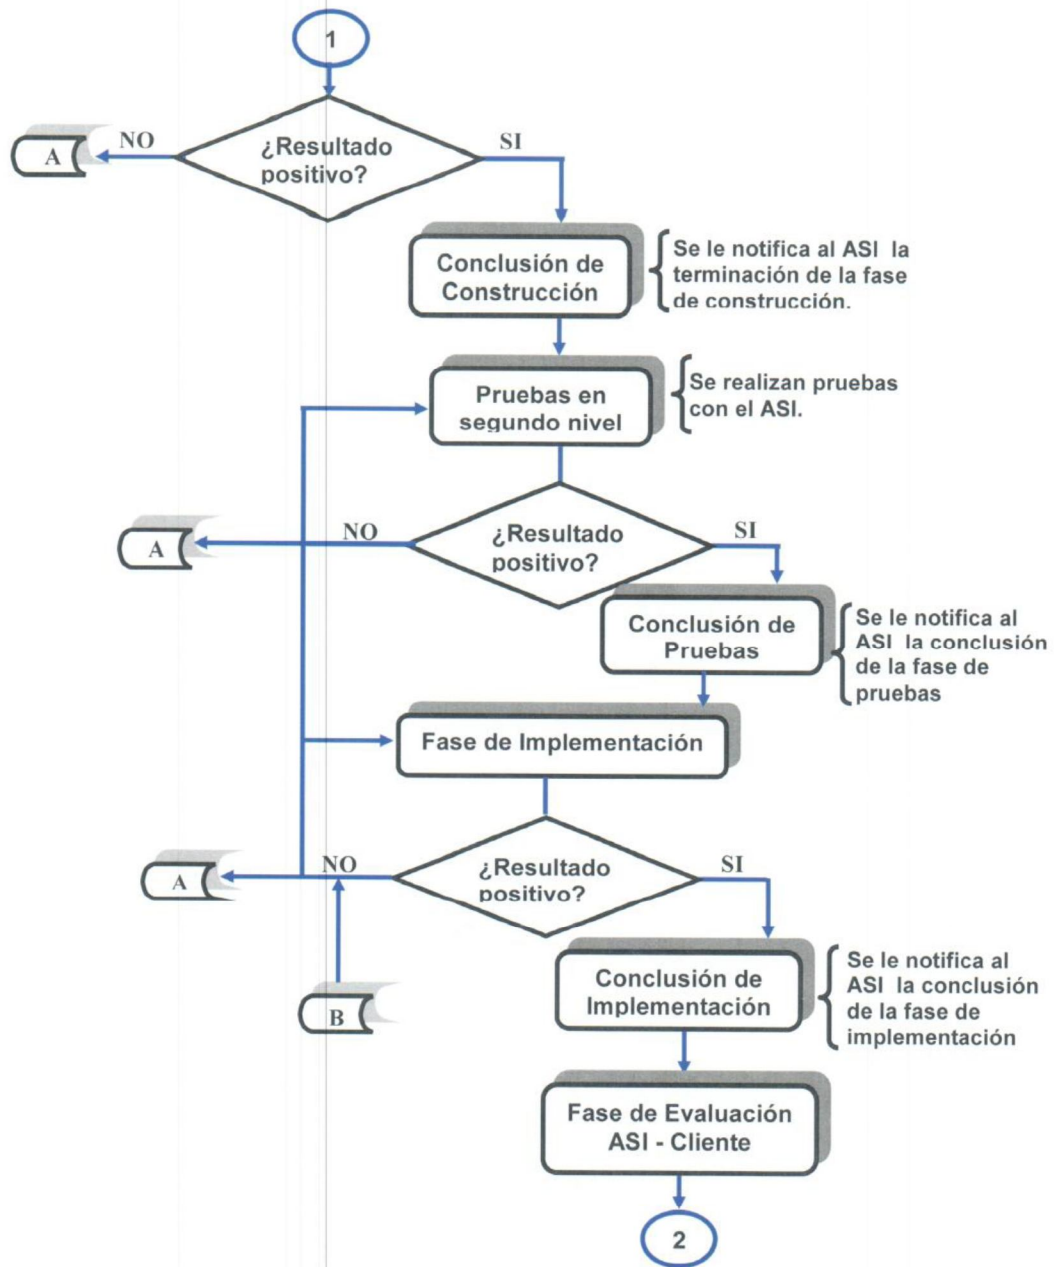 1
NO
A
¿Resultado
positivo?
SI
Conclusión de
Construcción
Se le notifica al ASI la
terminación de la fase
de construcción.
Pruebas en
segundo nivel
Se realizan pruebas
con el ASI.
A
NO
¿Resultado
positivo?
SI
Conclusión de
Pruebas
Se le notifica al
ASI la conclusión
de la fase de
pruebas
Fase de Implementación
A
NO
¿Resultado
positivo?
SI
B
Conclusión de
Implementación
Se le notifica al
ASI la conclusión
de la fase de
implementación
Fase de Evaluación
ASI - Cliente
2